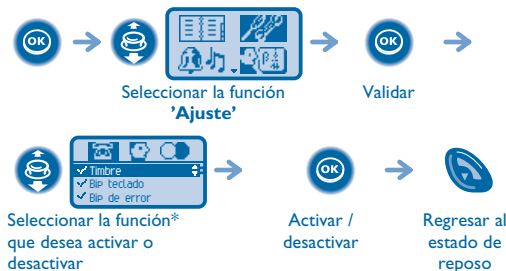 OK
OK
Seleccionar la función
'Ajuste'
Validar
Timbre
Bip teclado
Bip de error
OK
Seleccionar la función*
que desea activar o
desactivar
Activar /
desactivar
Regresar al
estado de
reposo